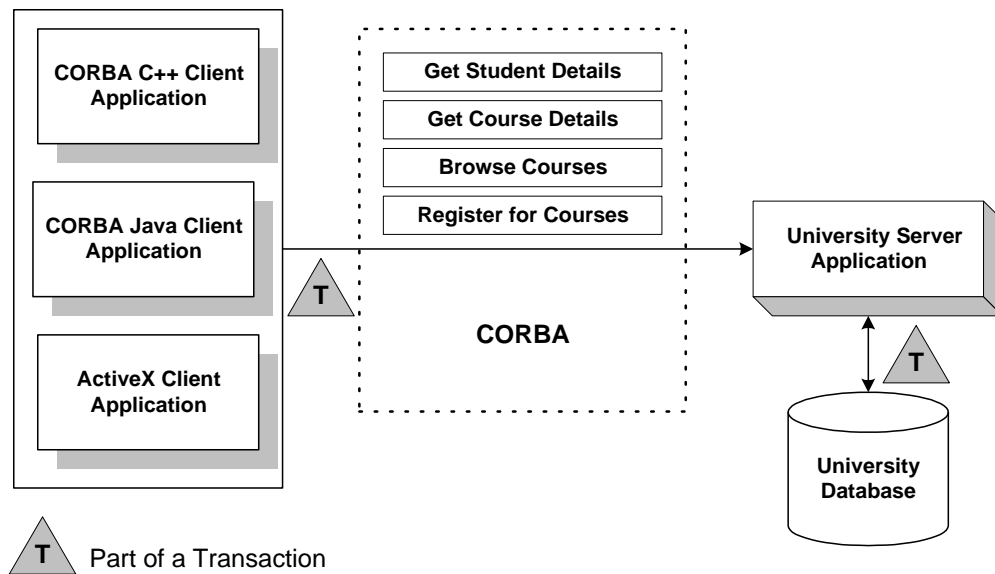 CORBA C++ Client
Application
CORBA Java Client
Application
ActiveX Client
Application
Get Student Details
Get Course Details
Browse Courses
Register for Courses
T
CORBA
University Server
Application
T
University
Database
T
Part of a Transaction